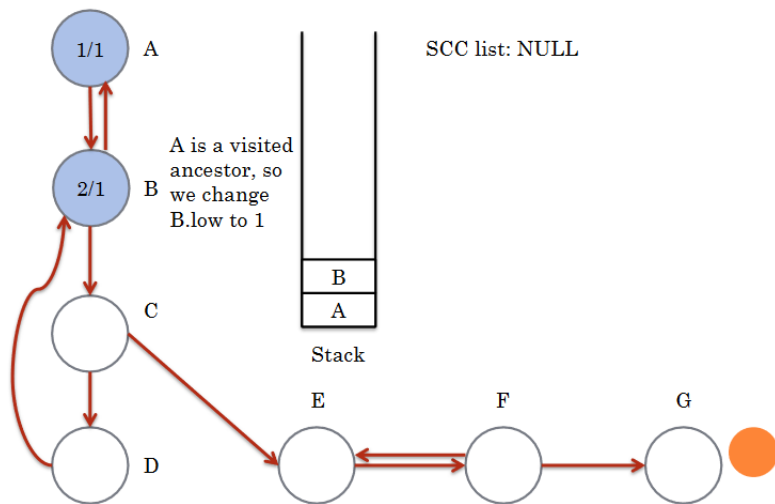 1/1
A
SCC list: NULL
A is a visited
ancestor, so
we change
B.low to 1
2/1
B
B
A
C
Stack
E
F
G
D